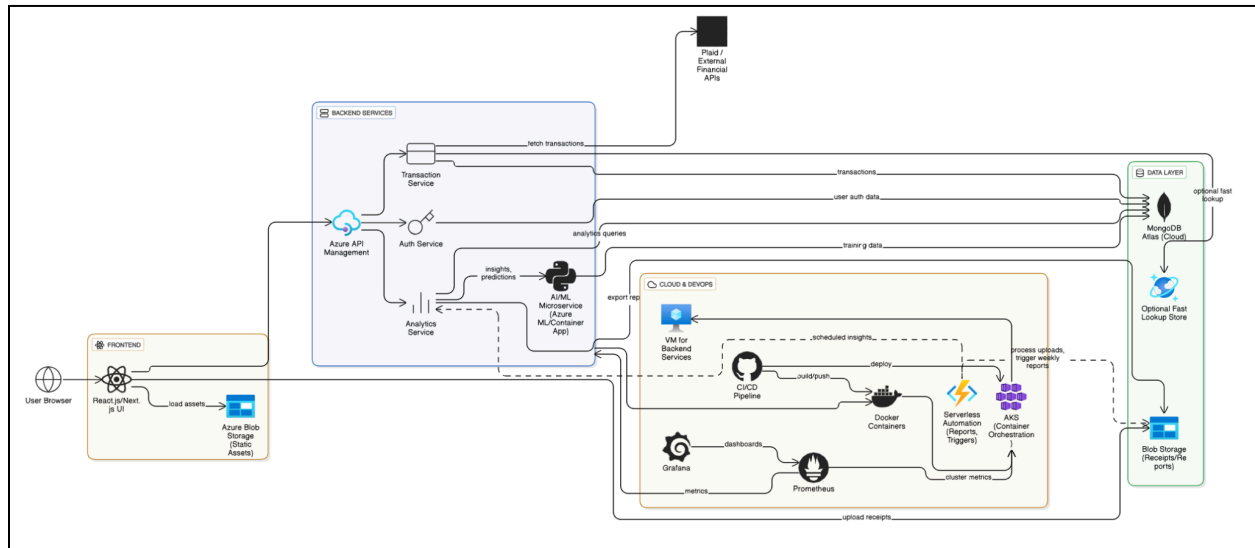 Plaid /
External
Financial
APIs
BACKEND SERVICES
fetch transactions
Transaction
Service
transactions
DATA LAYER
optional fast
lookup
user auth data
MongoDB
Atlas (Cloud)
Azure API
Management
Auth Service
analytics queries
training data
insights,
predictions
AI/ML
Microservice
(Azure
ML/Container
App)
Analytics
Service
CLOUD & DEVOPS
export rep
Optional Fast
Lookup Store
VM for
Backend
Services
scheduled insights
process uploads,
trigger weekly
reports
FRONTEND
User Browser
React.js/Next.
js UI
load assets
Azure Blob
Storage
(Static
Assets)
deploy
build/push
CI/CD
Pipeline
Docker
Containers
Serverless
Automation
(Reports,
Triggers)
AKS
(Container
Orchestration
)
Blob Storage
(Receipts/Re
ports)
dashboards
Grafana
metrics
Prometheus
cluster metrics
upload receipts